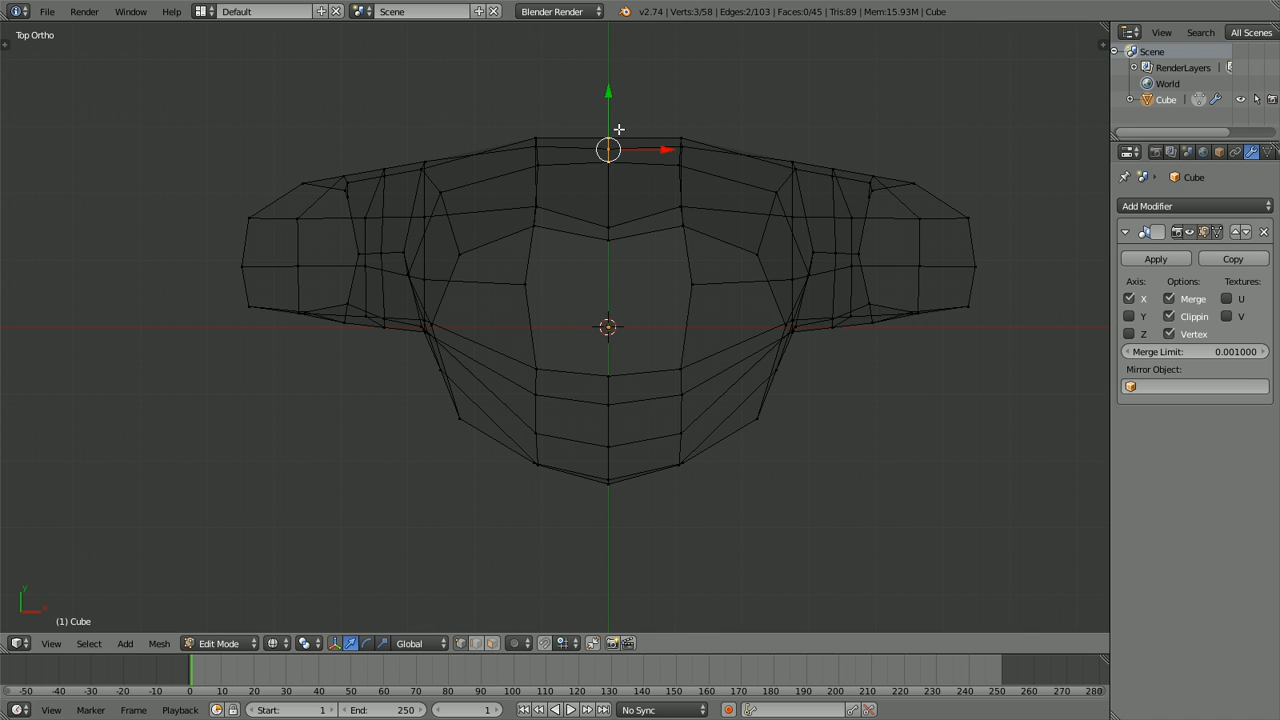 File Render Window Help Default Scene Blender Render v2.74 | Verts:3/58 | Edges:2/103 | Faces:0/45 | Tris:89 | Mem:15.93M | Cube
Top Ortho
View Search All Scenes
Scene
RenderLayers
World
Cube
Cube
Add Modifier
Apply Copy
Axis: Options: Textures:
X Merge U
Y Clippin V
Z Vertex
Merge Limit: 0.001000
Mirror Object:
y
x
(1) Cube
View Select Add Mesh Edit Mode Global
-50 -40 -30 -20 -10 0 10 20 30 40 50 60 70 80 90 100 110 120 130 140 150 160 170 180 190 200 210 220 230 240 250 260 270 280
View Marker Frame Playback Start: 1 End: 250 1 No Sync